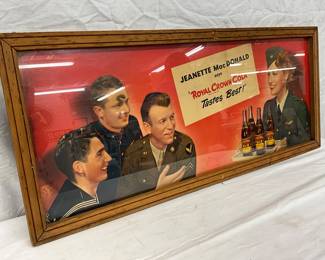 JEANETTE MacDONALD
says
"ROYAL CROWN COLA
Tastes Best!"